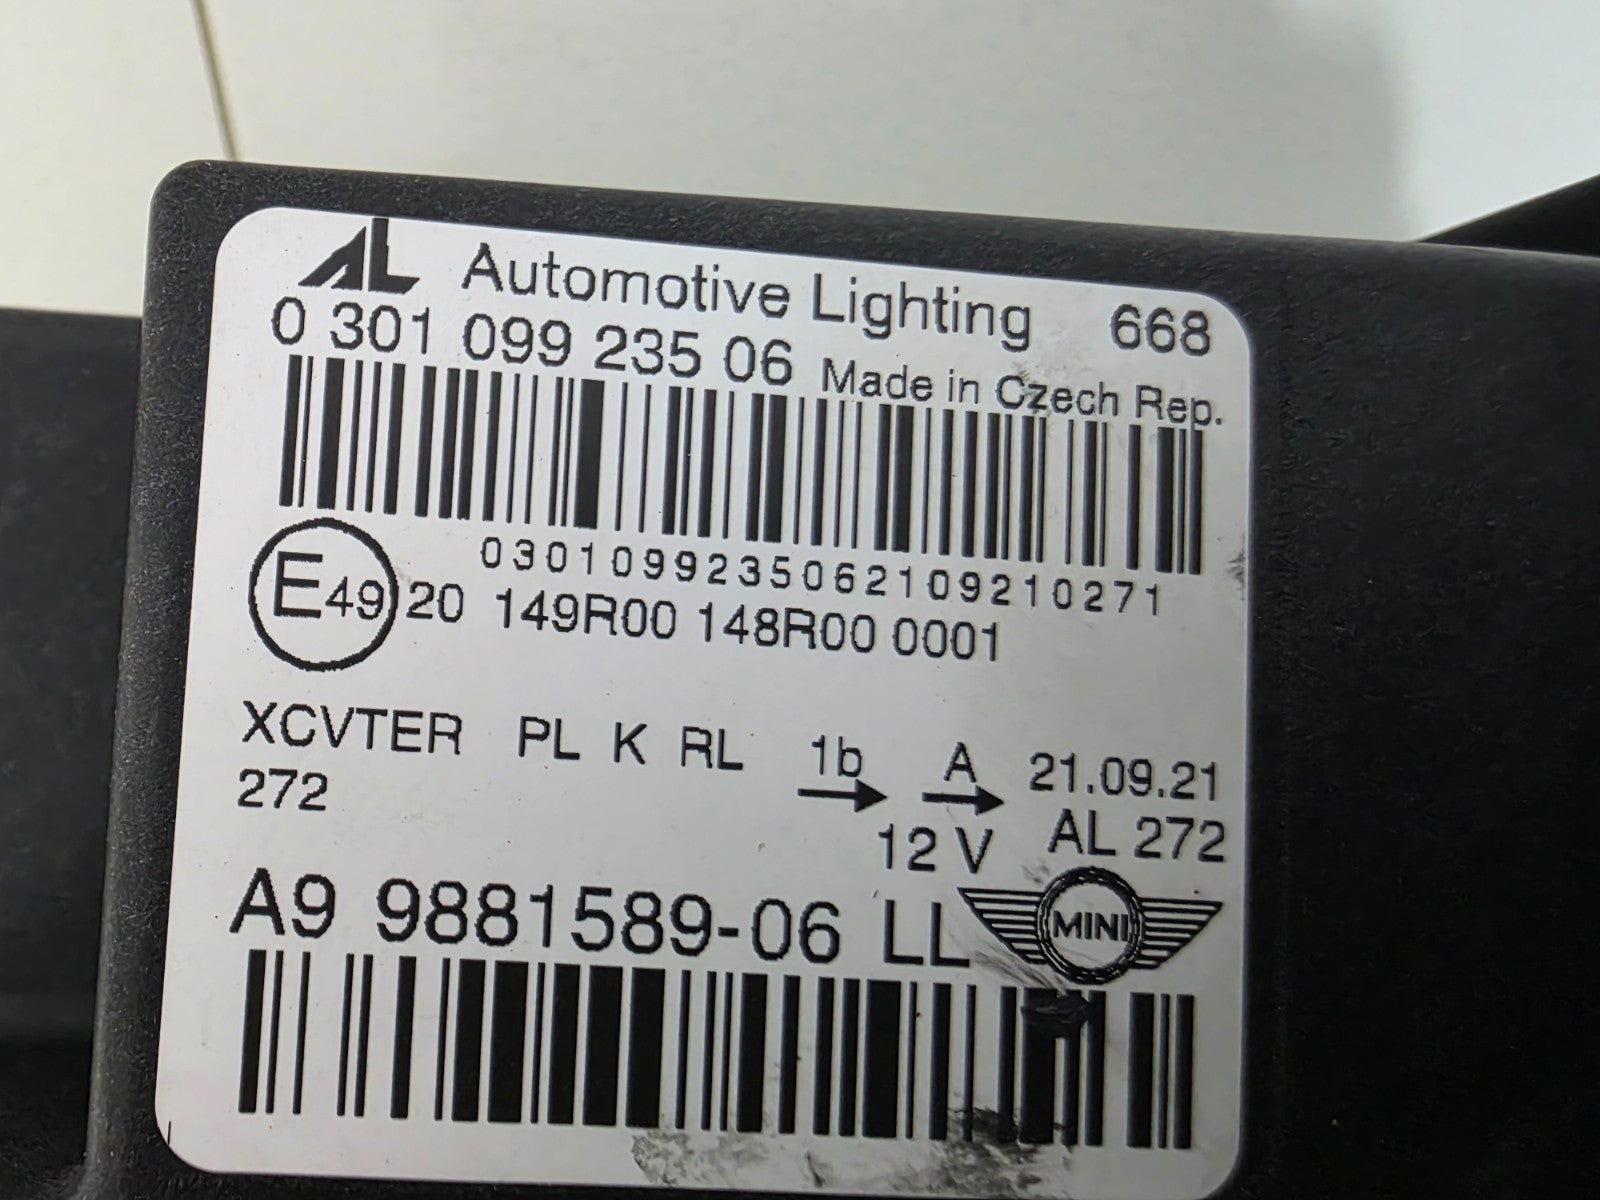 AL Automotive Lighting 668
0 301 099 235 06 Made in Czech Rep.
0301099235062109210271
E49 20 149R00 148R00 0001
XCVTER PL K RL 1b A 21.09.21
272 12 V AL 272
A9 9881589-06 LL MINI